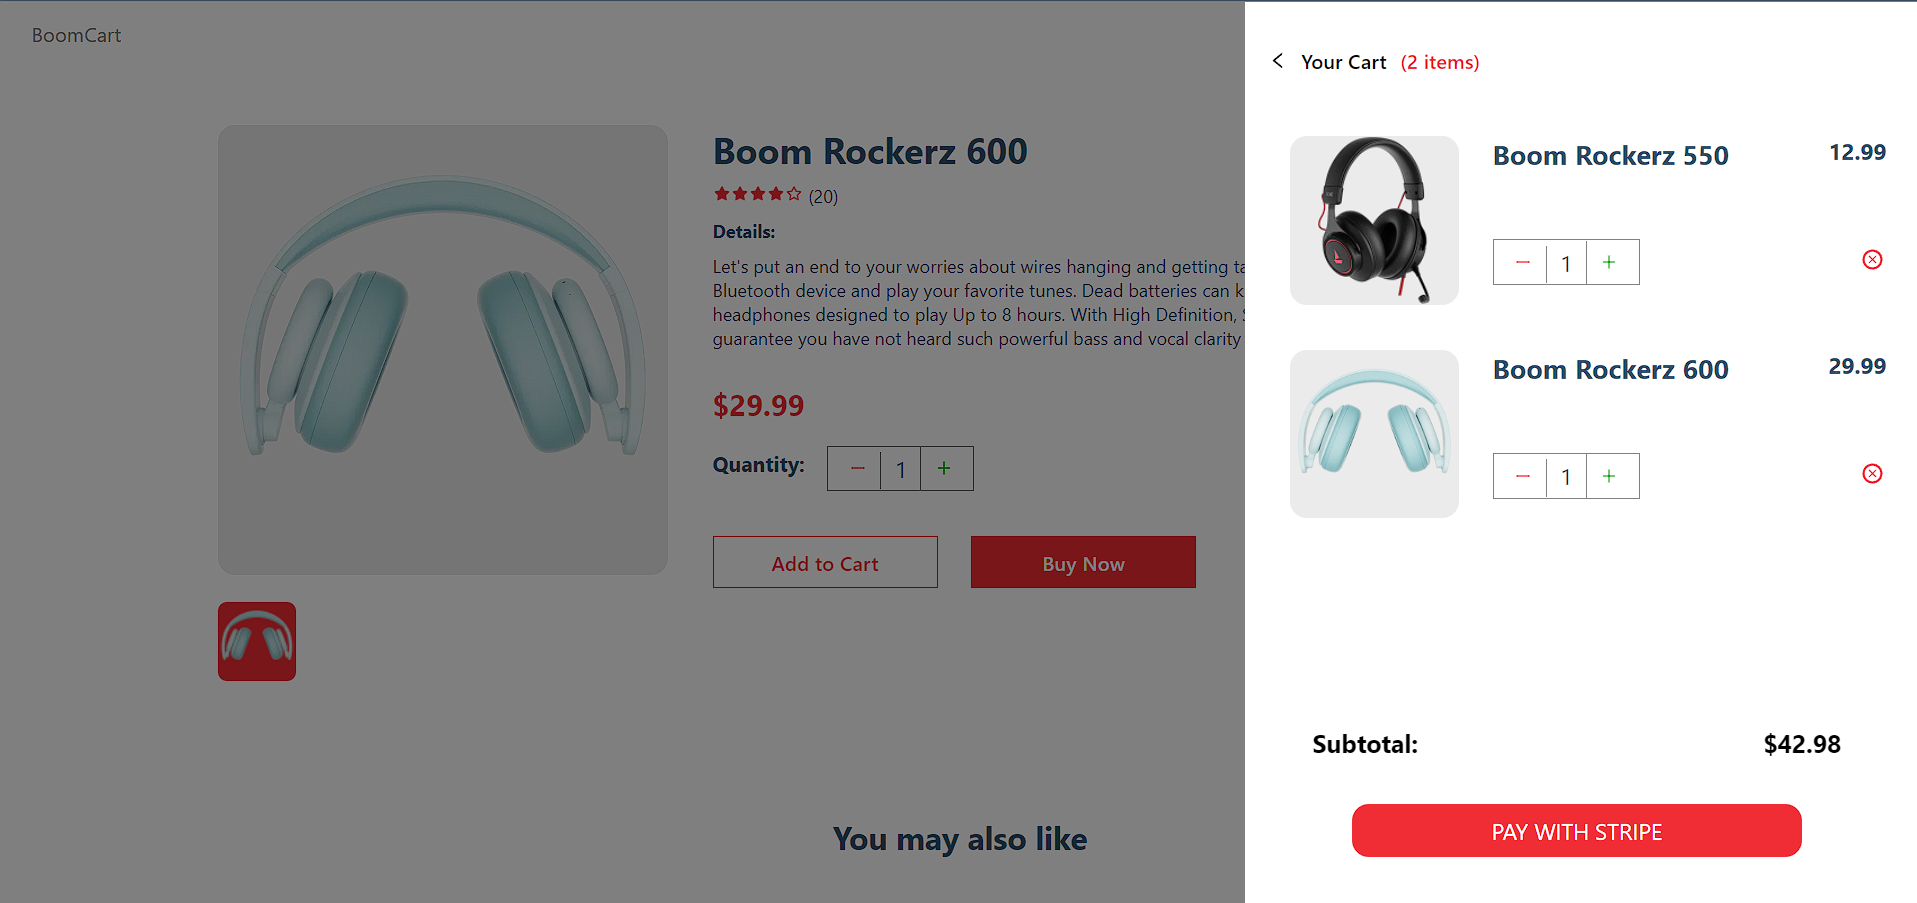 BoomCart
Boom Rockerz 600
(20)
Details:
Let's put an end to your worries about wires hanging and getting
Bluetooth device and play your favorite tunes. Dead batteries can
headphones designed to play Up to 8 hours. With High Definition,
guarantee you have not heard such powerful bass and vocal clarity
$29.99
Quantity: − 1 +
Add to Cart
Buy Now
You may also like
Your Cart (2 items)
Boom Rockerz 550
12.99
− 1 +
Boom Rockerz 600
29.99
− 1 +
Subtotal:
$42.98
PAY WITH STRIPE